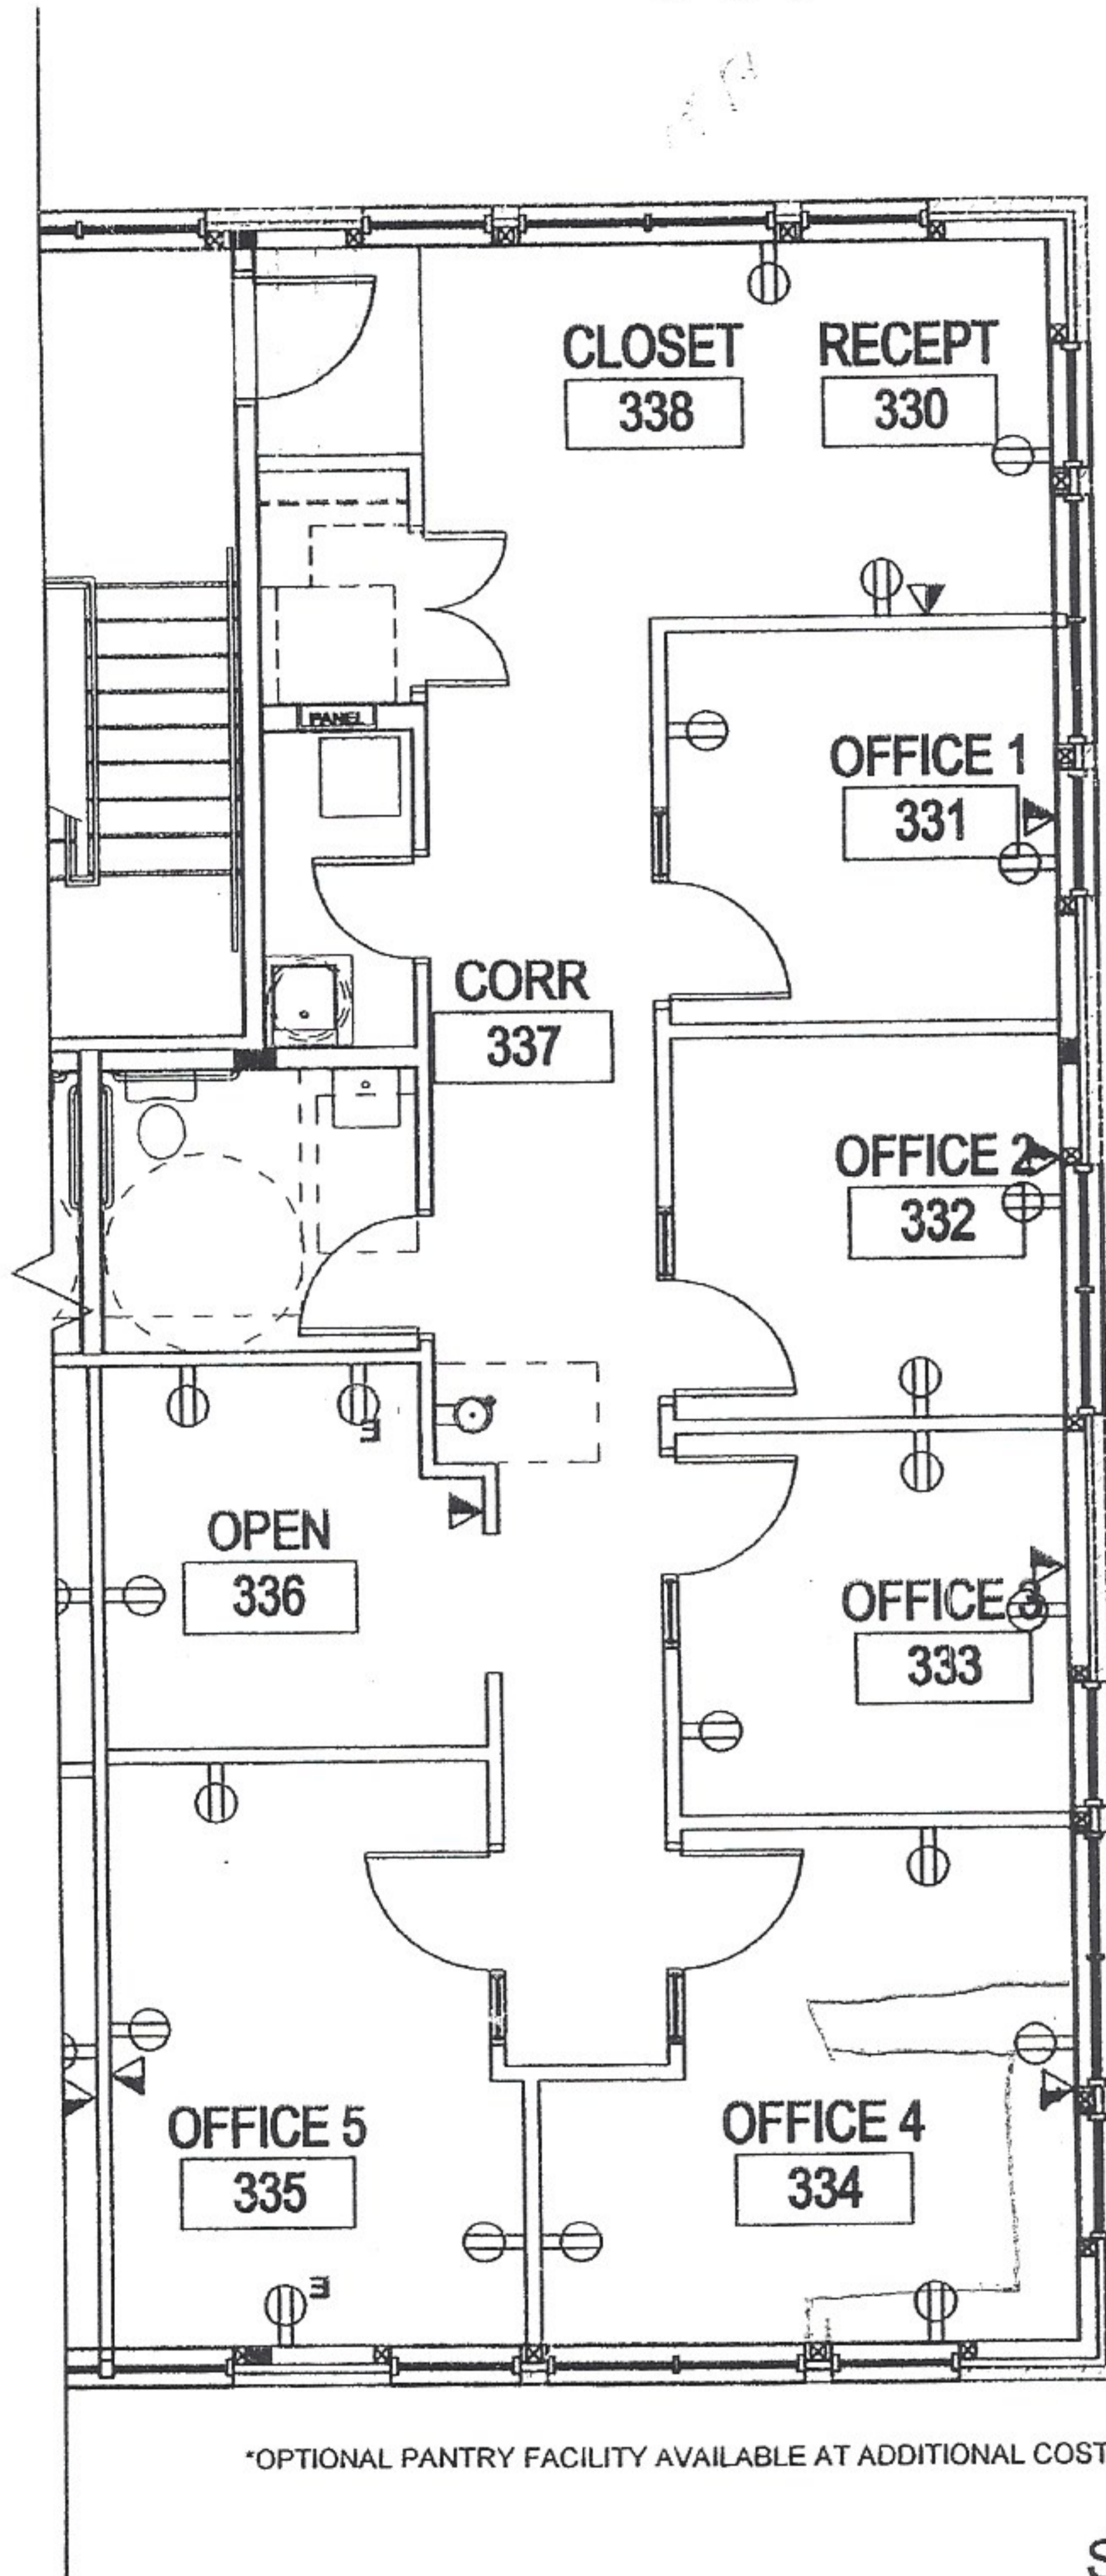 CLOSET
338
RECEPT
330
PANEL
OFFICE 1
331
CORR
337
OFFICE 2
332
OPEN
336
OFFICE 3
333
OFFICE 5
335
OFFICE 4
334
*OPTIONAL PANTRY FACILITY AVAILABLE AT ADDITIONAL COST
S